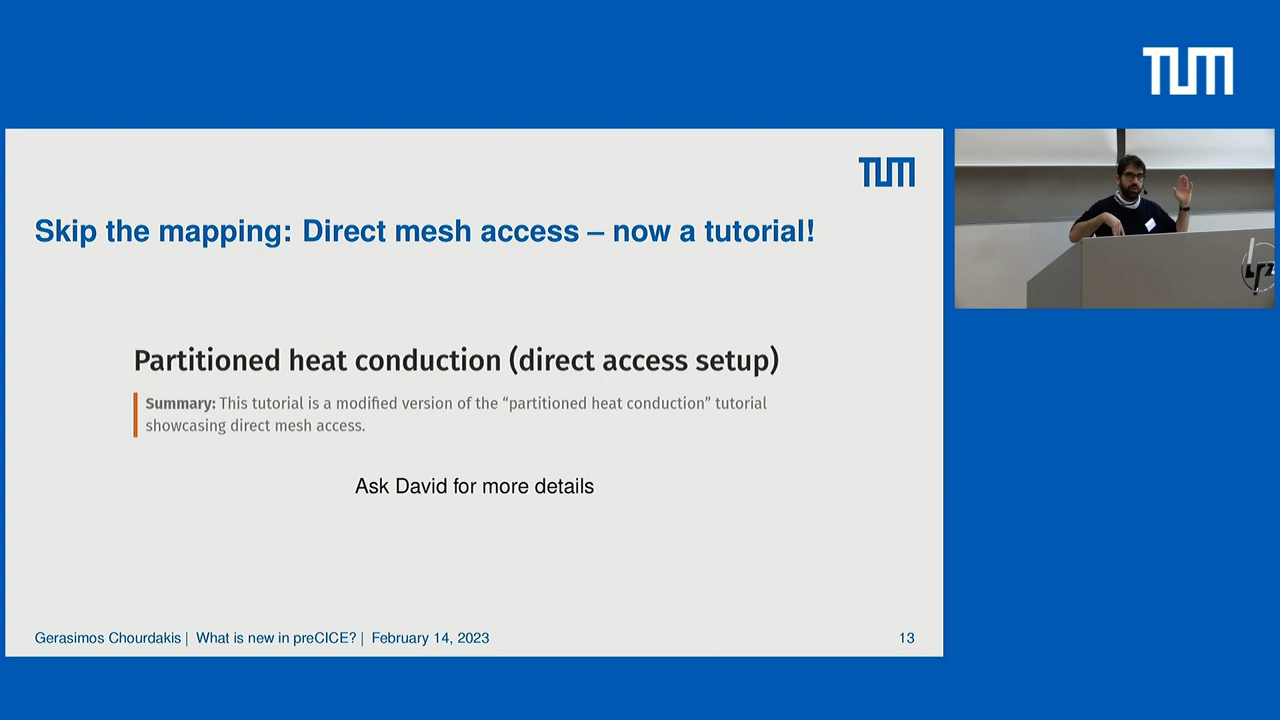 TUM
TUM
Skip the mapping: Direct mesh access – now a tutorial!
Partitioned heat conduction (direct access setup)
Summary: This tutorial is a modified version of the “partitioned heat conduction” tutorial
showcasing direct mesh access.
Ask David for more details
Gerasimos Chourdakis | What is new in preCICE? | February 14, 2023
13
lrz